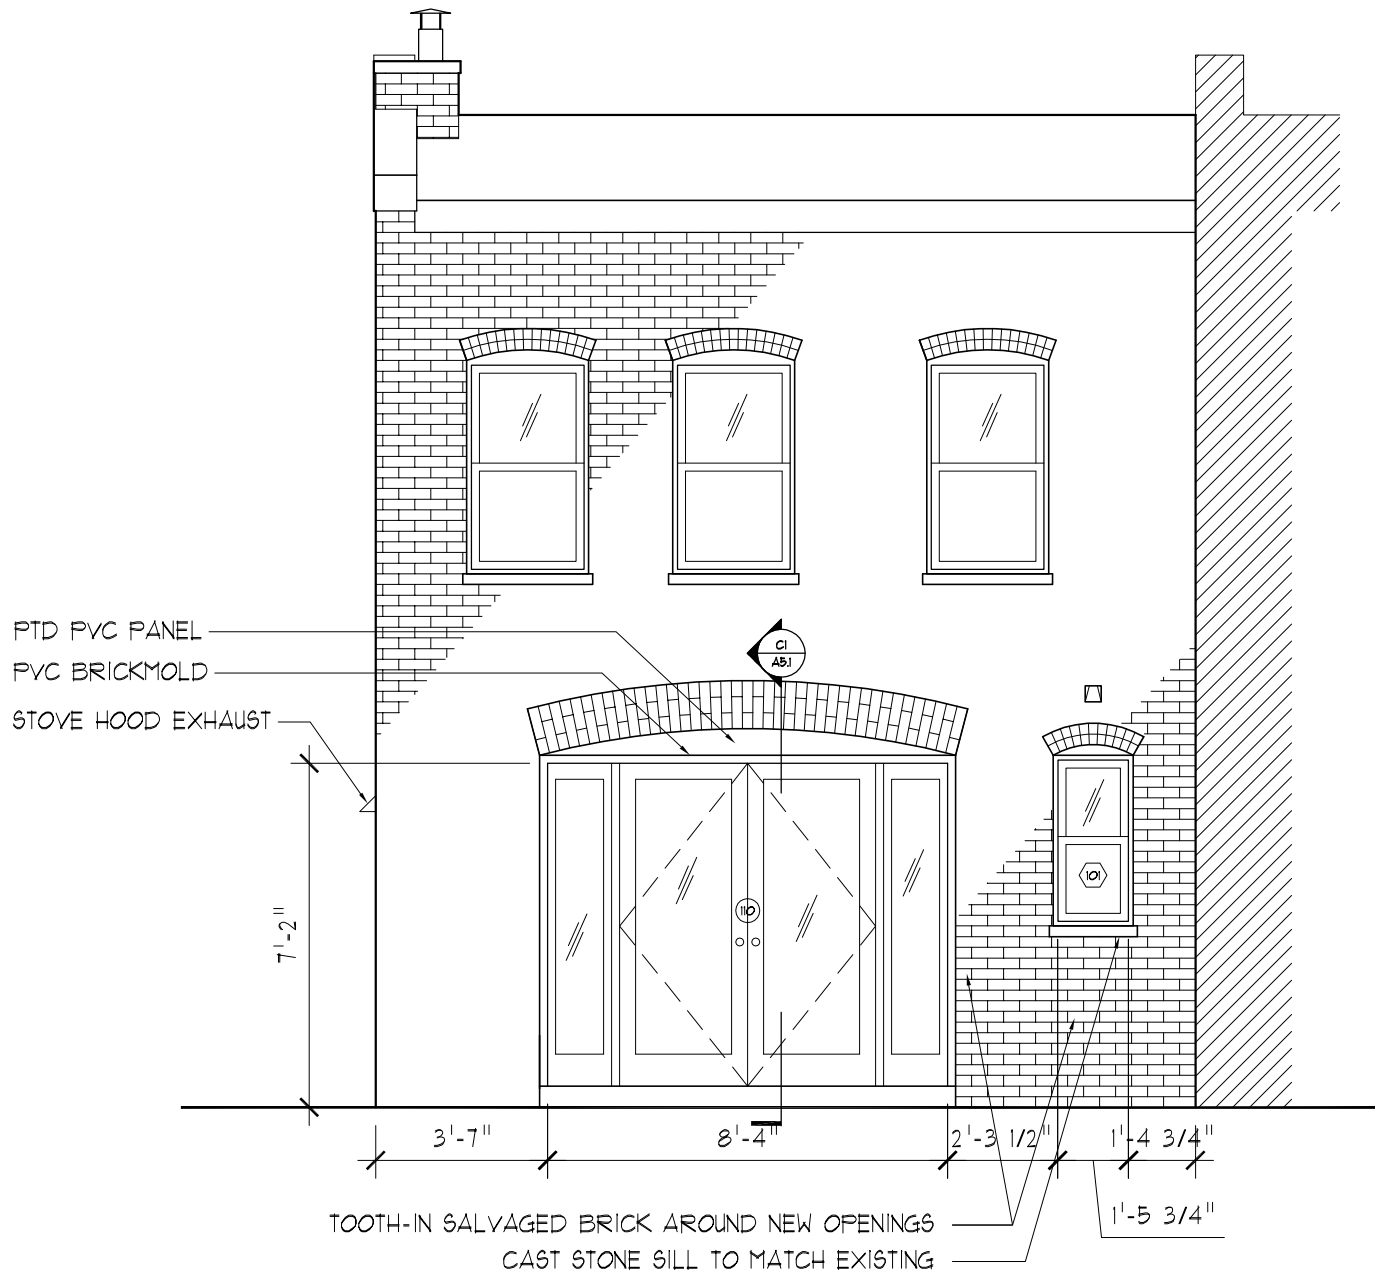 PTD PVC PANEL
C1
A5.1
PVC BRICKMOLD
STOVE HOOD EXHAUST
101
110
7'-2"
3'-7"
8'-4"
2'-3 1/2"
1'-4 3/4"
1'-5 3/4"
TOOTH-IN SALVAGED BRICK AROUND NEW OPENINGS
CAST STONE SILL TO MATCH EXISTING